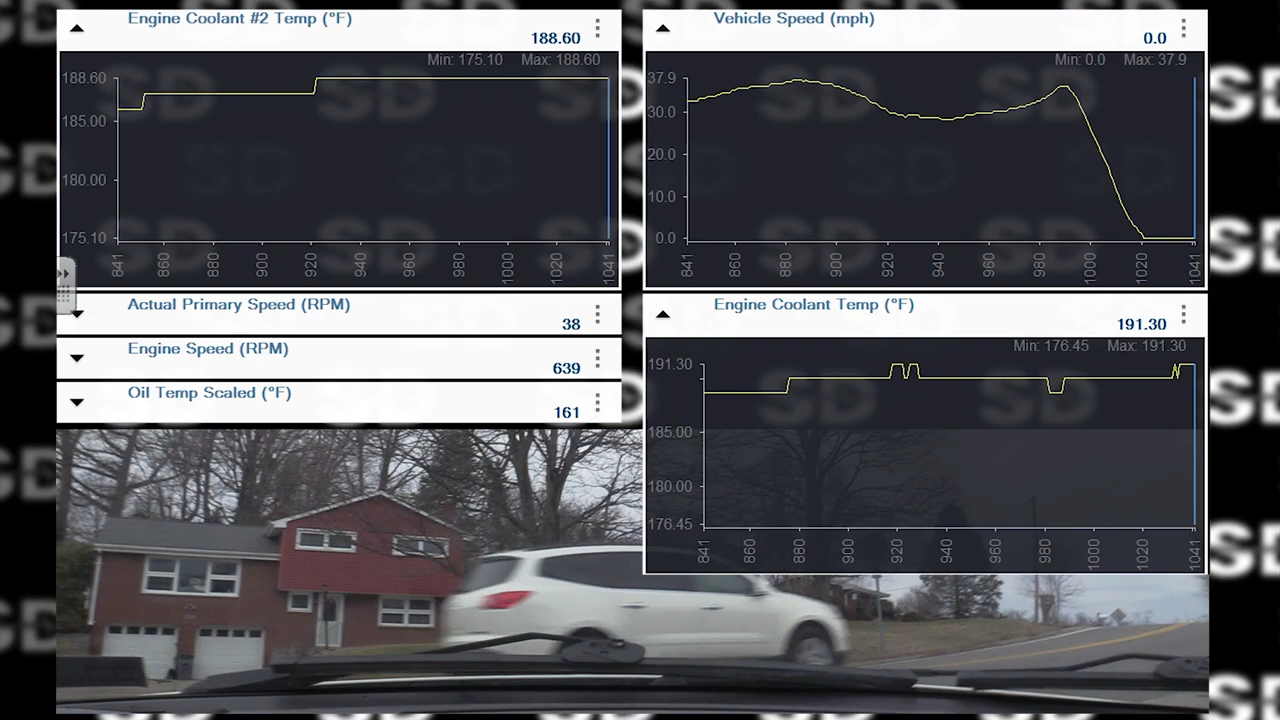 Engine Coolant #2 Temp (°F)
188.60
Min: 175.10 Max: 188.60
188.60
185.00
180.00
175.10
841 860 880 900 920 940 960 980 1000 1020 1041
Actual Primary Speed (RPM)
38
Engine Speed (RPM)
639
Oil Temp Scaled (°F)
161
Vehicle Speed (mph)
0.0
Min: 0.0 Max: 37.9
37.9
30.0
20.0
10.0
0.0
841 860 880 900 920 940 960 980 1000 1020 1041
Engine Coolant Temp (°F)
191.30
Min: 176.45 Max: 191.30
191.30
185.00
180.00
176.45
841 860 880 900 920 940 960 980 1000 1020 1041
SD
SD
SD
SD
SD